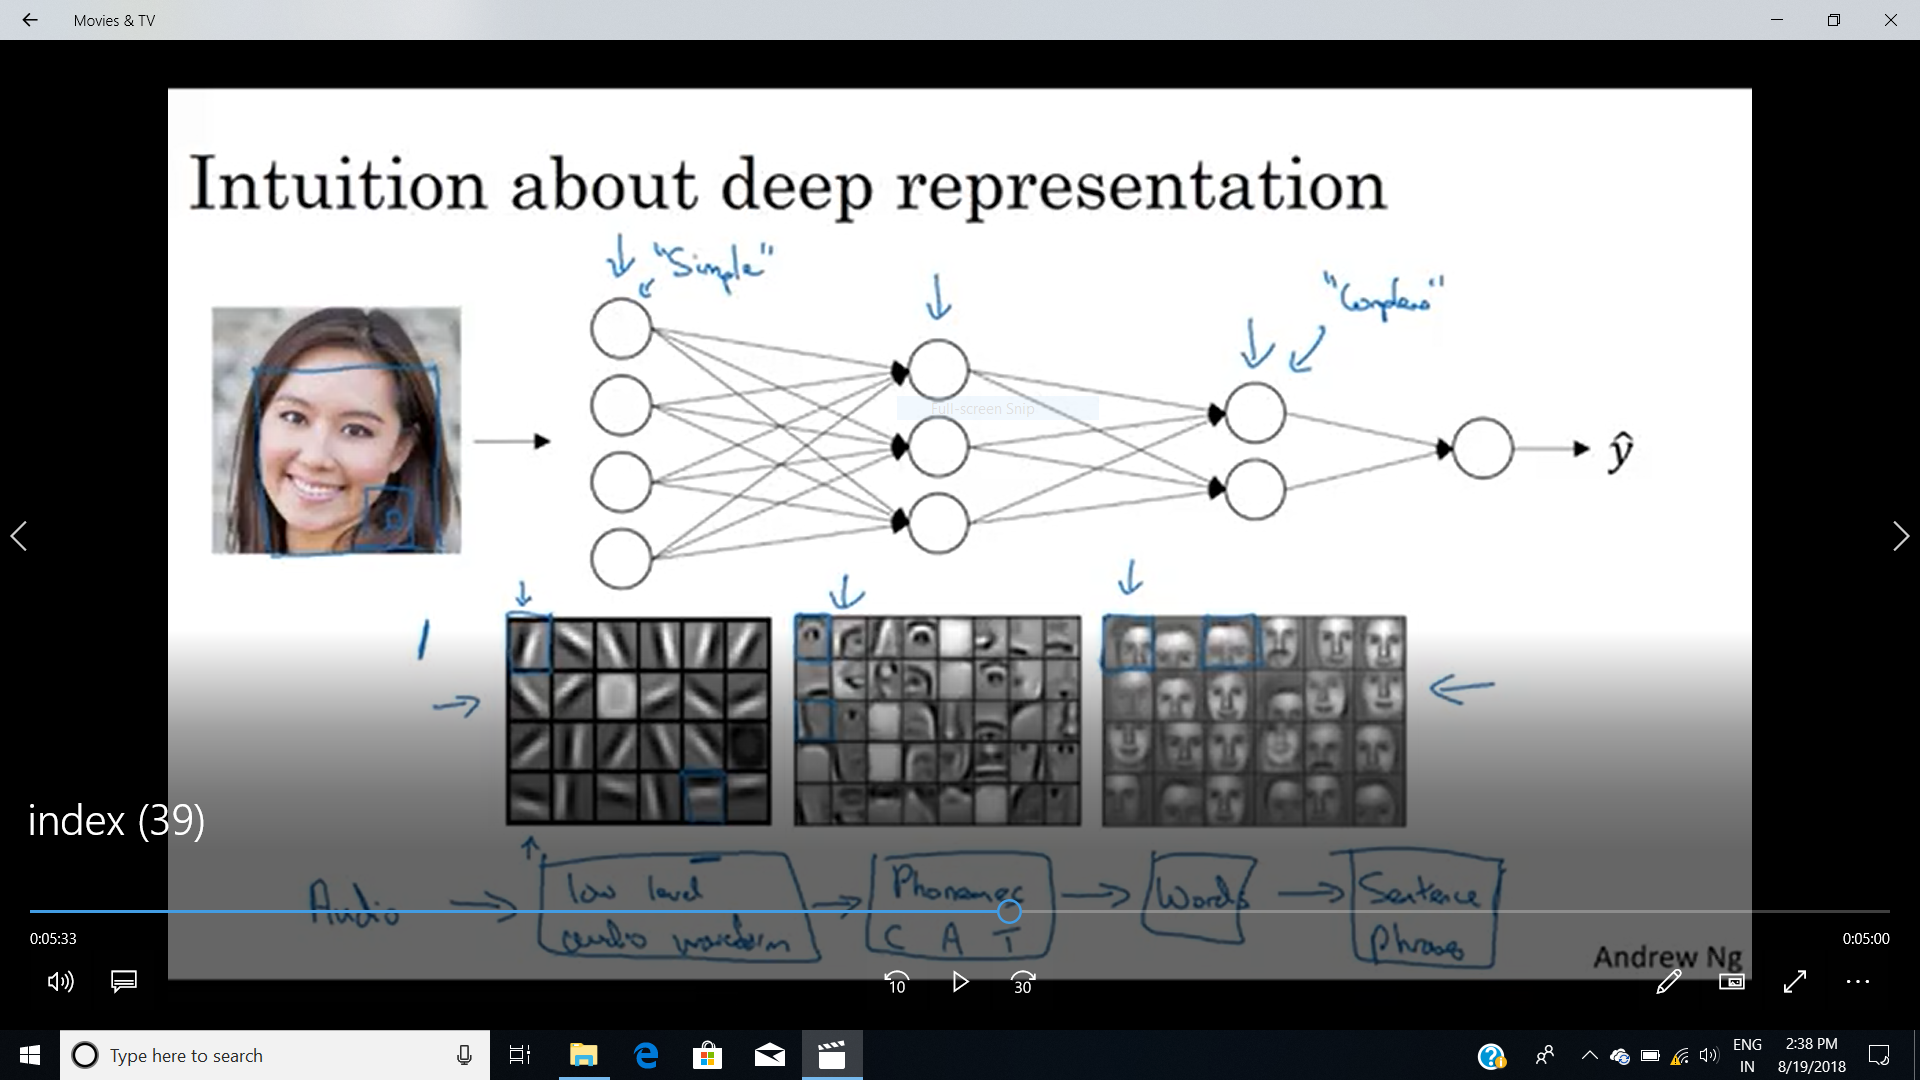 Movies & TV
Intuition about deep representation
"Simple"
"Complex"
Full-screen Snip
ŷ
index (39)
Audio
low level
audio waveform
Phonemes
C A T
Words
Sentence
phrases
0:05:33
0:05:00
Andrew Ng
10
30
Type here to search
ENG
IN
2:38 PM
8/19/2018